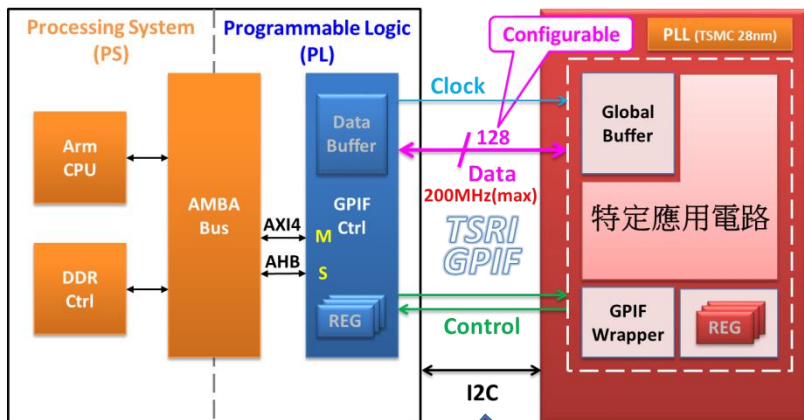 Processing System
(PS)
Programmable Logic
(PL)
Configurable
PLL (TSMC 28nm)
Clock
Data
Buffer
Global
Buffer
128
Arm
CPU
Data
200MHz(max)
AMBA
Bus
GPIF
Ctrl
AXI4
M
TSRI
GPIF
特定應用電路
AHB
S
DDR
Ctrl
REG
Control
GPIF
Wrapper
REG
I2C